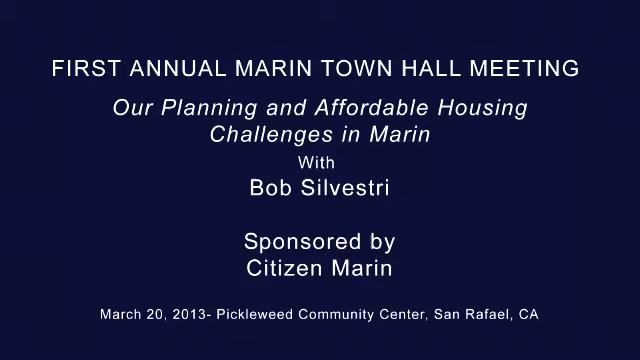 FIRST ANNUAL MARIN TOWN HALL MEETING
Our Planning and Affordable Housing
Challenges in Marin
With
Bob Silvestri
Sponsored by
Citizen Marin
March 20, 2013- Pickleweed Community Center, San Rafael, CA